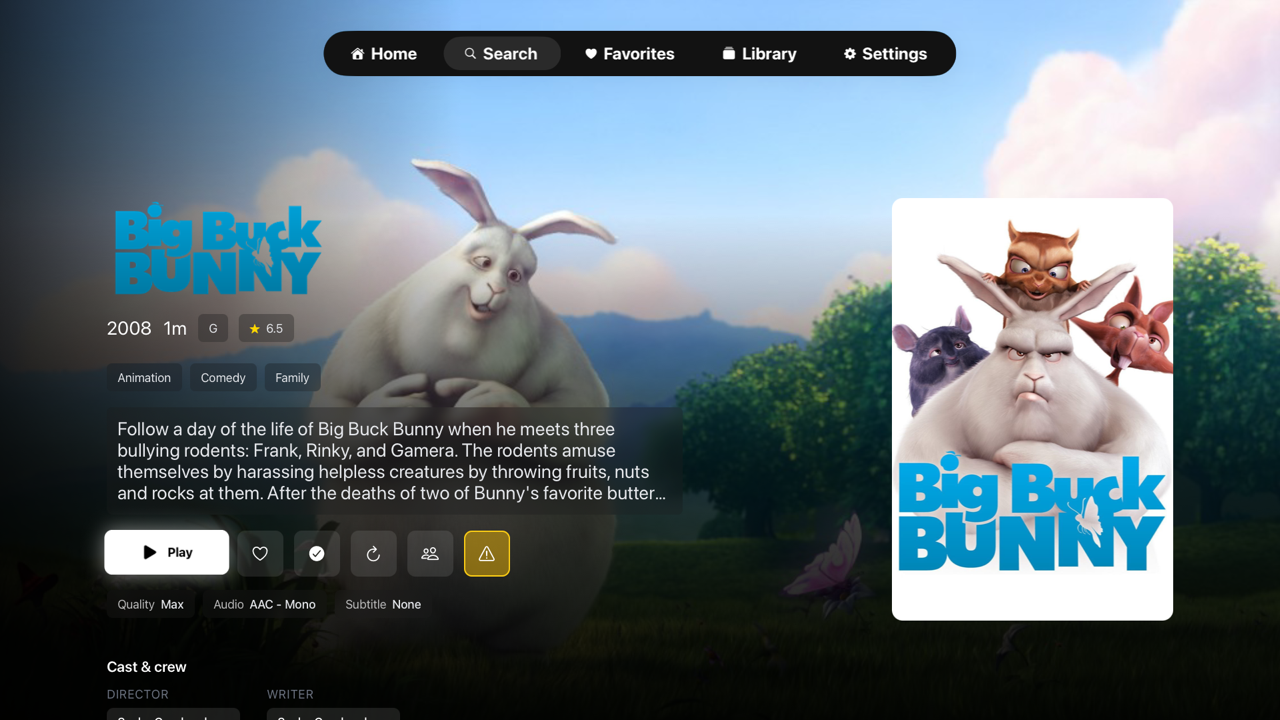 Home
Search
Favorites
Library
Settings
Big Buck
BUNNY
2008 1m G 6.5
Animation Comedy Family
Follow a day of the life of Big Buck Bunny when he meets three
bullying rodents: Frank, Rinky, and Gamera. The rodents amuse
themselves by harassing helpless creatures by throwing fruits, nuts
and rocks at them. After the deaths of two of Bunny's favorite butter...
Play
Quality Max Audio AAC - Mono Subtitle None
Big Buck
BUNNY
Cast & crew
DIRECTOR WRITER